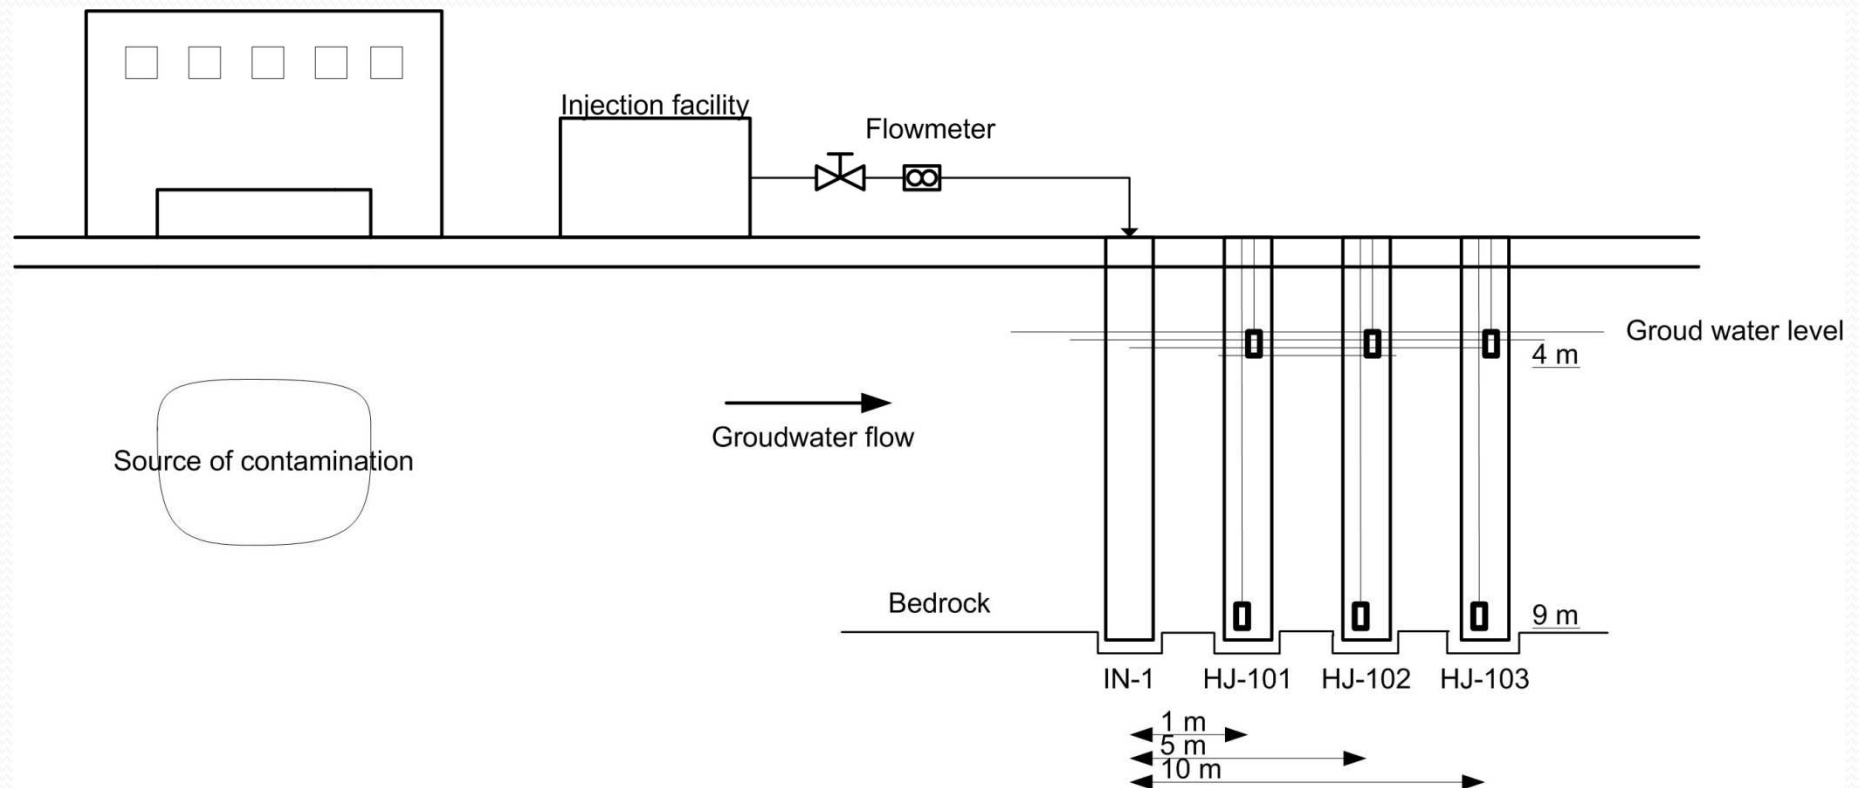 Injection facility
Flowmeter
Groud water level
4 m
Groudwater flow
Source of contamination
Bedrock
9 m
IN-1
HJ-101
HJ-102
HJ-103
1 m
5 m
10 m